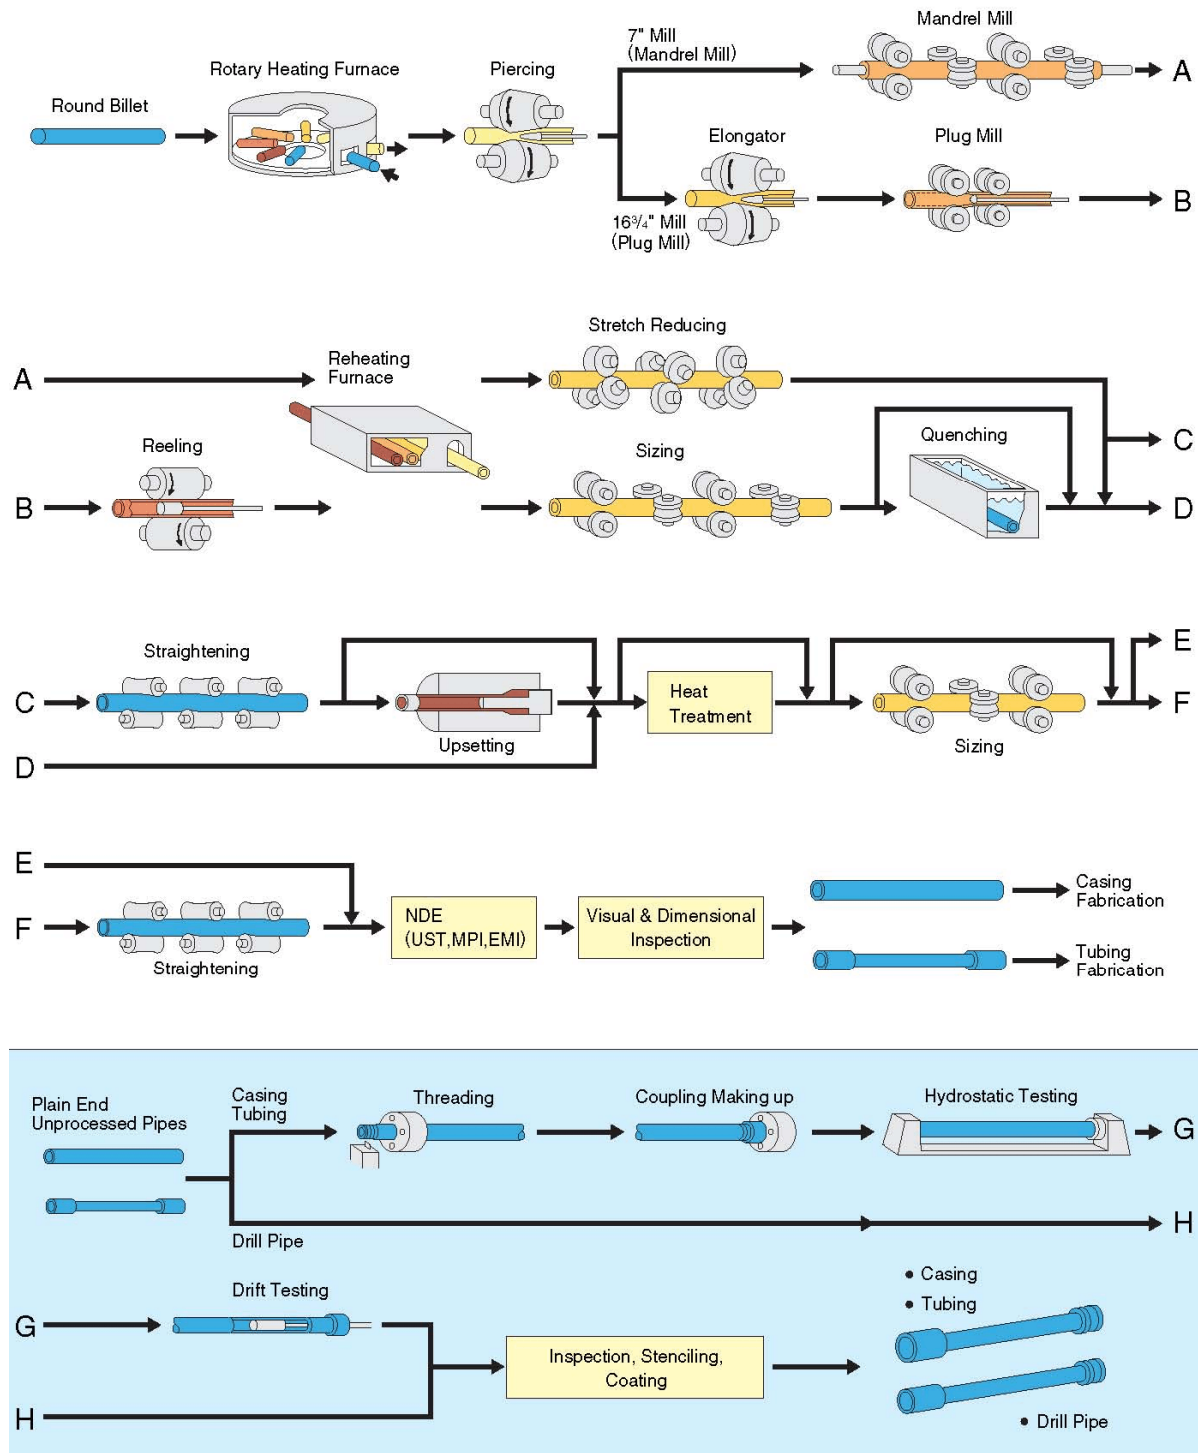 Mandrel Mill
7" Mill
(Mandrel Mill)
A
Rotary Heating Furnace
Piercing
Round Billet
Elongator
Plug Mill
B
16 3/4" Mill
(Plug Mill)
Stretch Reducing
A
Reheating
Furnace
Quenching
C
Reeling
Sizing
B
D
Straightening
E
C
Heat
Treatment
F
Upsetting
Sizing
D
E
Casing
Fabrication
F
NDE
(UST,MPI,EMI)
Visual & Dimensional
Inspection
Straightening
Tubing
Fabrication
Plain End
Unprocessed Pipes
Casing
Tubing
Threading
Coupling Making up
Hydrostatic Testing
G
H
Drill Pipe
Drift Testing
• Casing
• Tubing
G
Inspection, Stenciling,
Coating
H
• Drill Pipe